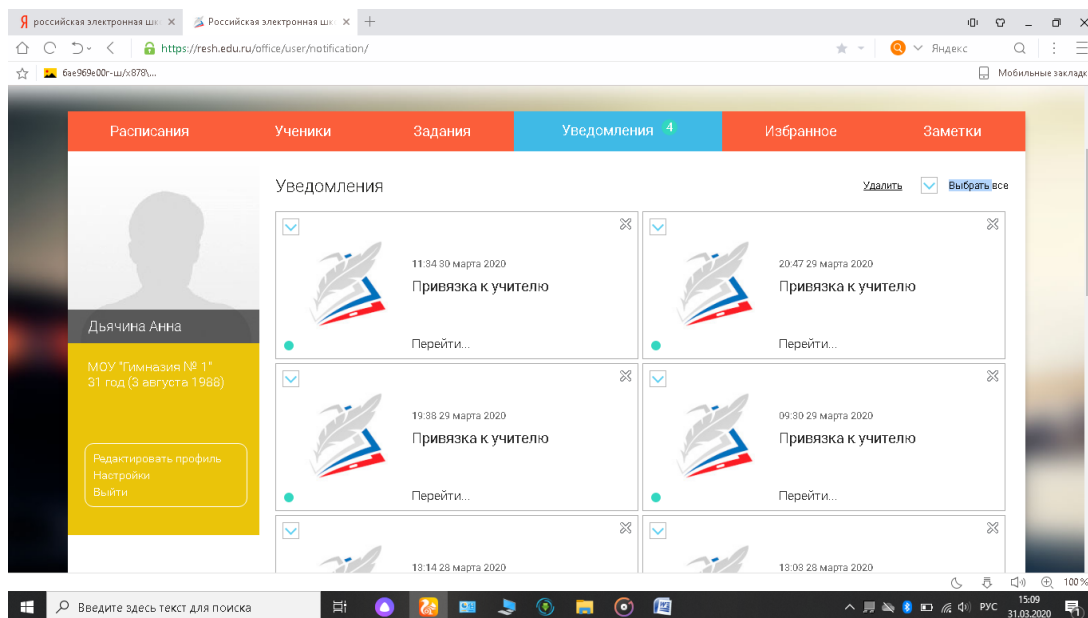 российская электронная шк
Российская электронная шк
https://resh.edu.ru/office/user/notification/
Яндекс
6ae969e00r-ш/x878\,...
Мобильные закладк
Расписания
Ученики
Задания
Уведомления 4
Избранное
Заметки
Уведомления
Удалить
Выбрать все
11:34 30 марта 2020
Привязка к учителю
Перейти...
20:47 29 марта 2020
Привязка к учителю
Перейти...
Дьячина Анна
МОУ "Гимназия № 1"
31 год (3 августа 1988)
Редактировать профиль
Настройки
Выйти
19:38 29 марта 2020
Привязка к учителю
Перейти...
09:30 29 марта 2020
Привязка к учителю
Перейти...
13:14 28 марта 2020
13:03 28 марта 2020
100%
Введите здесь текст для поиска
РУС
15:09
31.03.2020